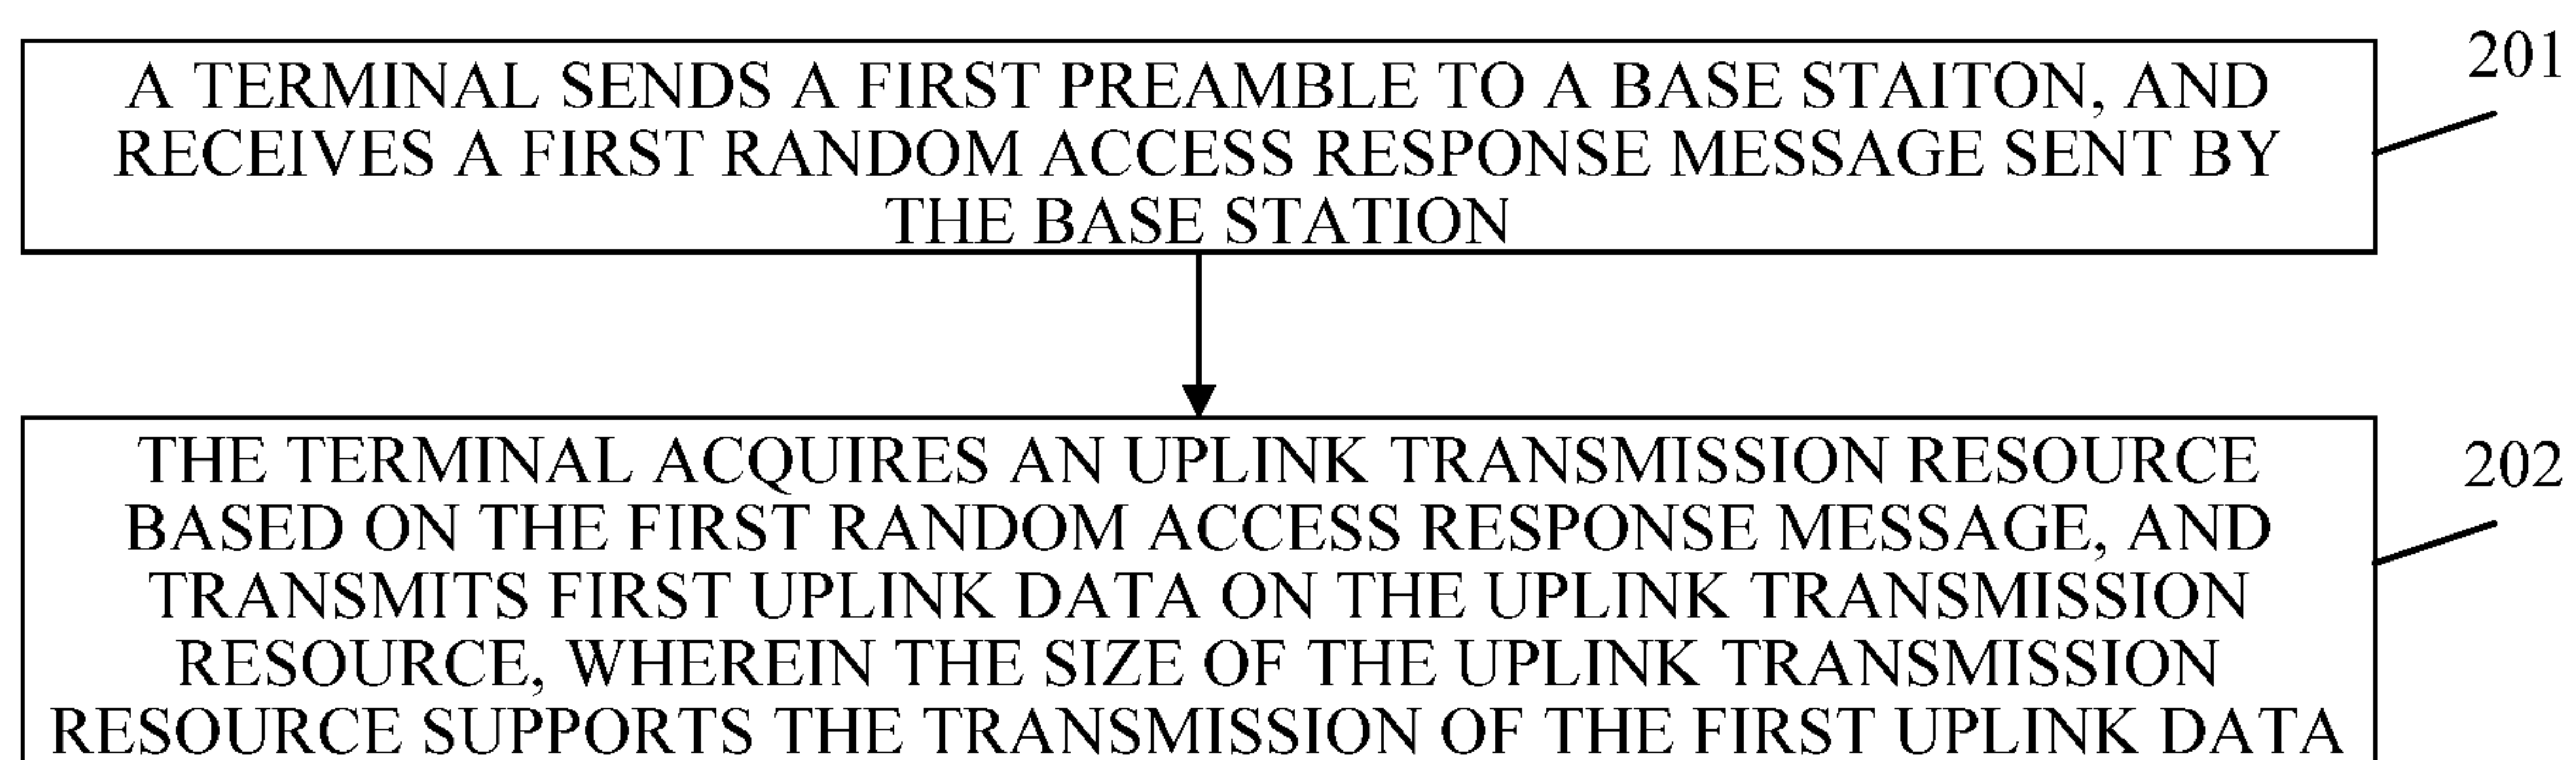 201
A TERMINAL SENDS A FIRST PREAMBLE TO A BASE STAITON, AND
RECEIVES A FIRST RANDOM ACCESS RESPONSE MESSAGE SENT BY
THE BASE STATION
202
THE TERMINAL ACQUIRES AN UPLINK TRANSMISSION RESOURCE
BASED ON THE FIRST RANDOM ACCESS RESPONSE MESSAGE, AND
TRANSMITS FIRST UPLINK DATA ON THE UPLINK TRANSMISSION
RESOURCE, WHEREIN THE SIZE OF THE UPLINK TRANSMISSION
RESOURCE SUPPORTS THE TRANSMISSION OF THE FIRST UPLINK DATA